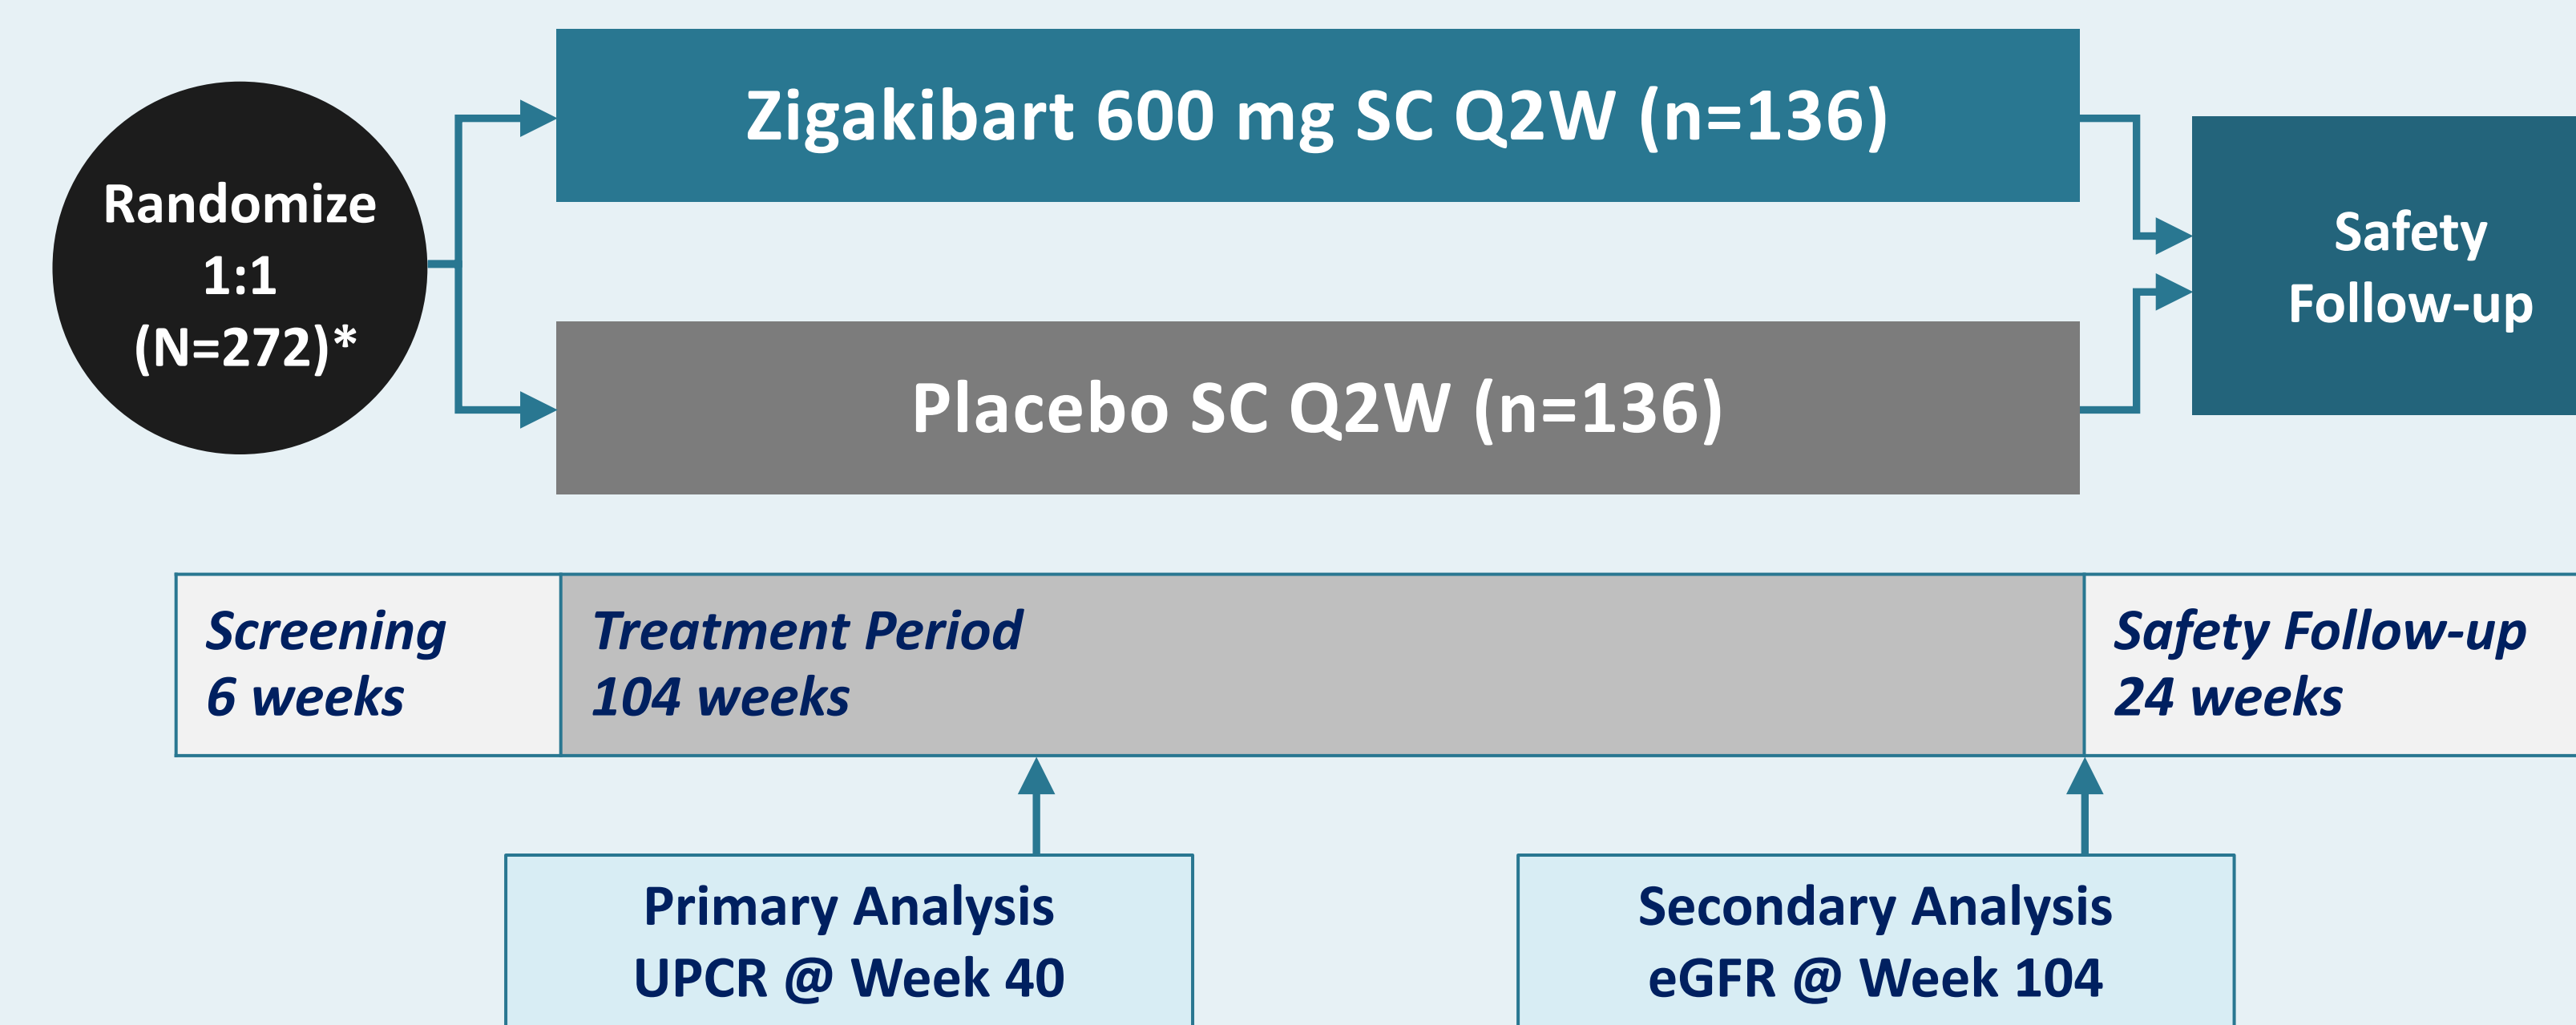 Randomize
1:1
(N=272)*
Zigakibart 600 mg SC Q2W (n=136)
Placebo SC Q2W (n=136)
Safety
Follow-up
Screening
6 weeks
Treatment Period
104 weeks
Safety Follow-up
24 weeks
Primary Analysis
UPCR @ Week 40
Secondary Analysis
eGFR @ Week 104